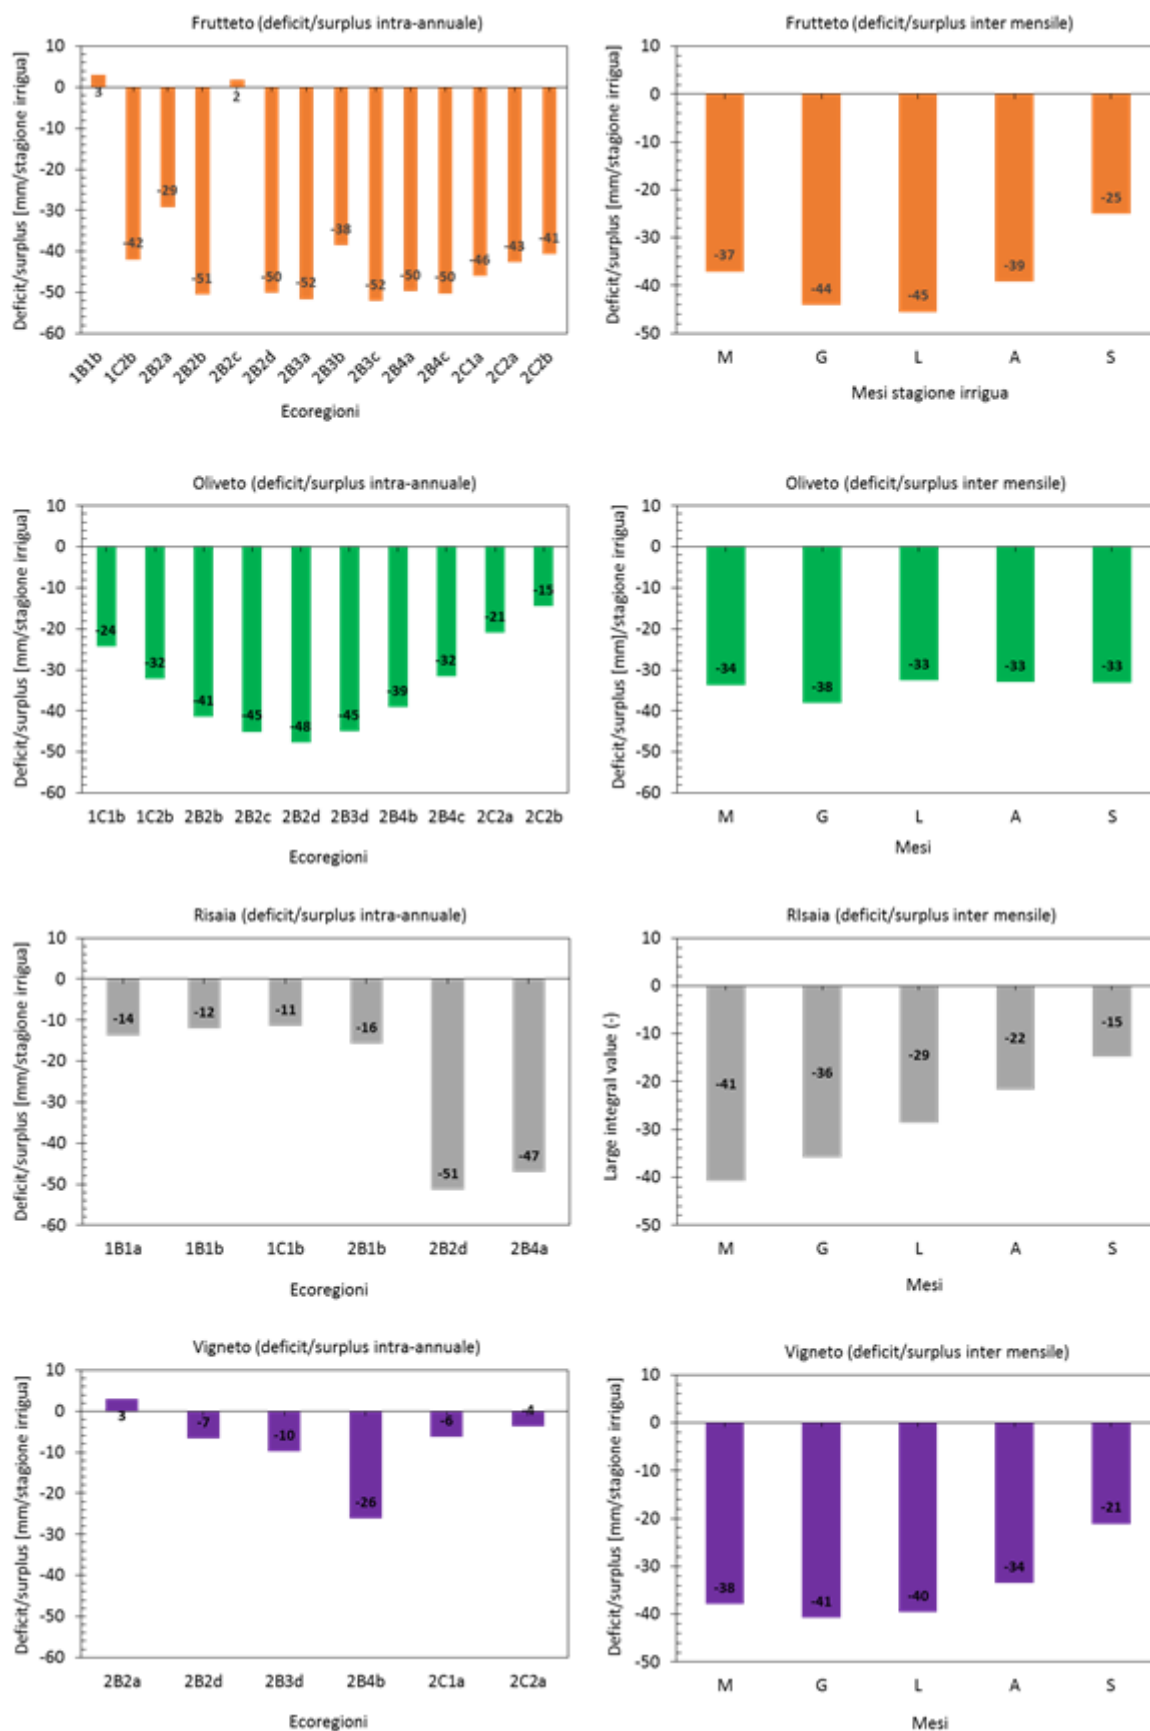 Frutteto (deficit/surplus intra-annuale)
Deficit/surplus [mm/stagione irrigua]
10
0
-10
-20
-30
-40
-50
-60
3
-42
-29
-51
2
-50
-52
-38
-52
-50
-50
-46
-43
-41
1B1b
1C2b
2B2a
2B2b
2B2c
2B2d
2B3a
2B3b
2B3c
2B4a
2B4c
2C1a
2C2a
2C2b
Ecoregioni
Frutteto (deficit/surplus inter mensile)
Deficit/surplus [mm/stagione irrigua]
10
0
-10
-20
-30
-40
-50
-37
-44
-45
-39
-25
M G L A S
Mesi stagione irrigua
Oliveto (deficit/surplus intra-annuale)
Deficit/surplus [mm/stagione irrigua]
10
0
-10
-20
-30
-40
-50
-60
-24
-32
-41
-45
-48
-45
-39
-32
-21
-15
1C1b 1C2b 2B2b 2B2c 2B2d 2B3d 2B4b 2B4c 2C2a 2C2b
Ecoregioni
Oliveto (deficit/surplus inter mensile)
Deficit/surplus [mm]/stagione irrigua]
10
0
-10
-20
-30
-40
-50
-60
-34
-38
-33
-33
-33
M G L A S
Mesi
Risaia (deficit/surplus intra-annuale)
Deficit/surplus [mm/stagione irrigua]
10
0
-10
-20
-30
-40
-50
-60
-14
-12
-11
-16
-51
-47
1B1a 1B1b 1C1b 2B1b 2B2d 2B4a
Ecoregioni
RIsaia (deficit/surplus inter mensile)
Large integral value (-)
10
0
-10
-20
-30
-40
-50
-41
-36
-29
-22
-15
M G L A S
Mesi
Vigneto (deficit/surplus intra-annuale)
Deficit/surplus [mm/stagione irrigua]
10
0
-10
-20
-30
-40
-50
-60
3
-7
-10
-26
-6
-4
2B2a 2B2d 2B3d 2B4b 2C1a 2C2a
Ecoregioni
Vigneto (deficit/surplus inter mensile)
Deficit/surplus [mm/stagione irrigua]
10
0
-10
-20
-30
-40
-50
-38
-41
-40
-34
-21
M G L A S
Mesi